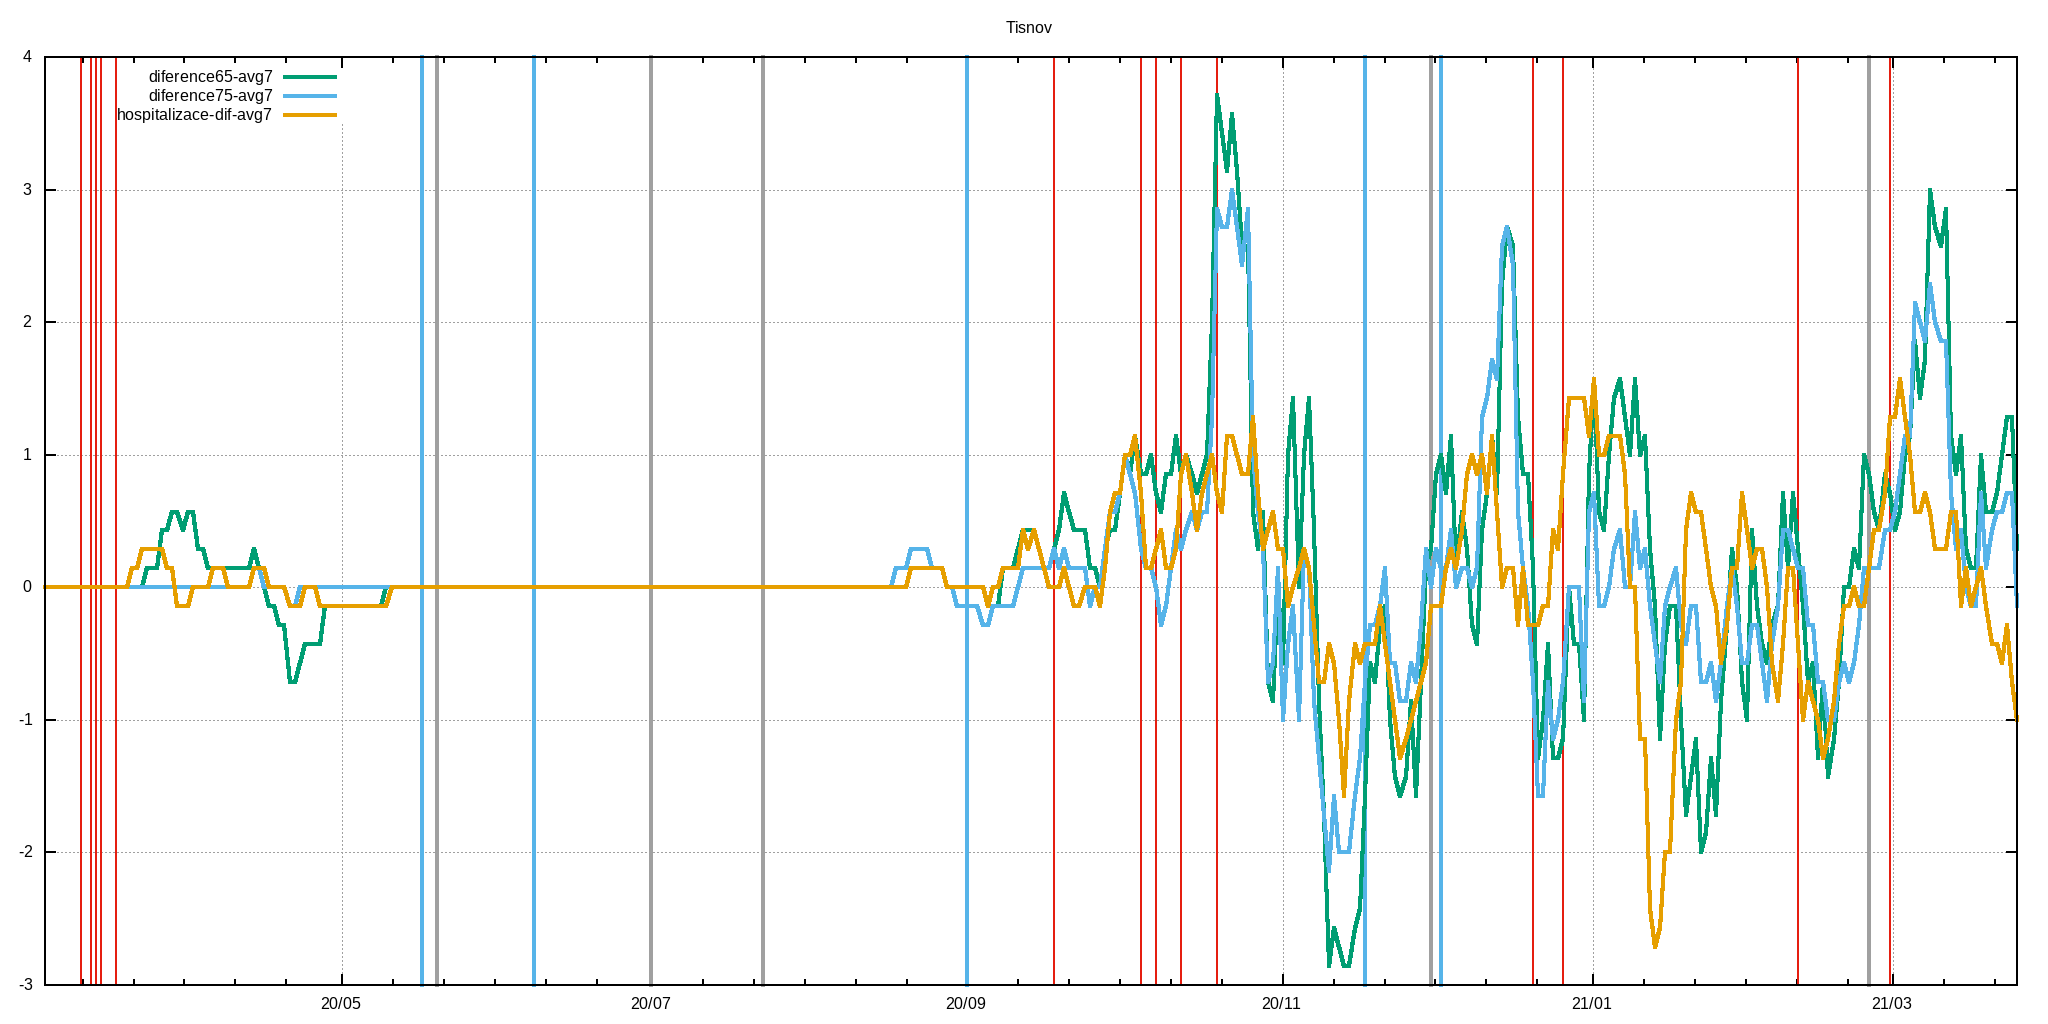 Tisnov
4
diference65-avg7
diference75-avg7
hospitalizace-dif-avg7
3
2
1
0
-1
-2
-3
20/05 20/07 20/09 20/11 21/01 21/03